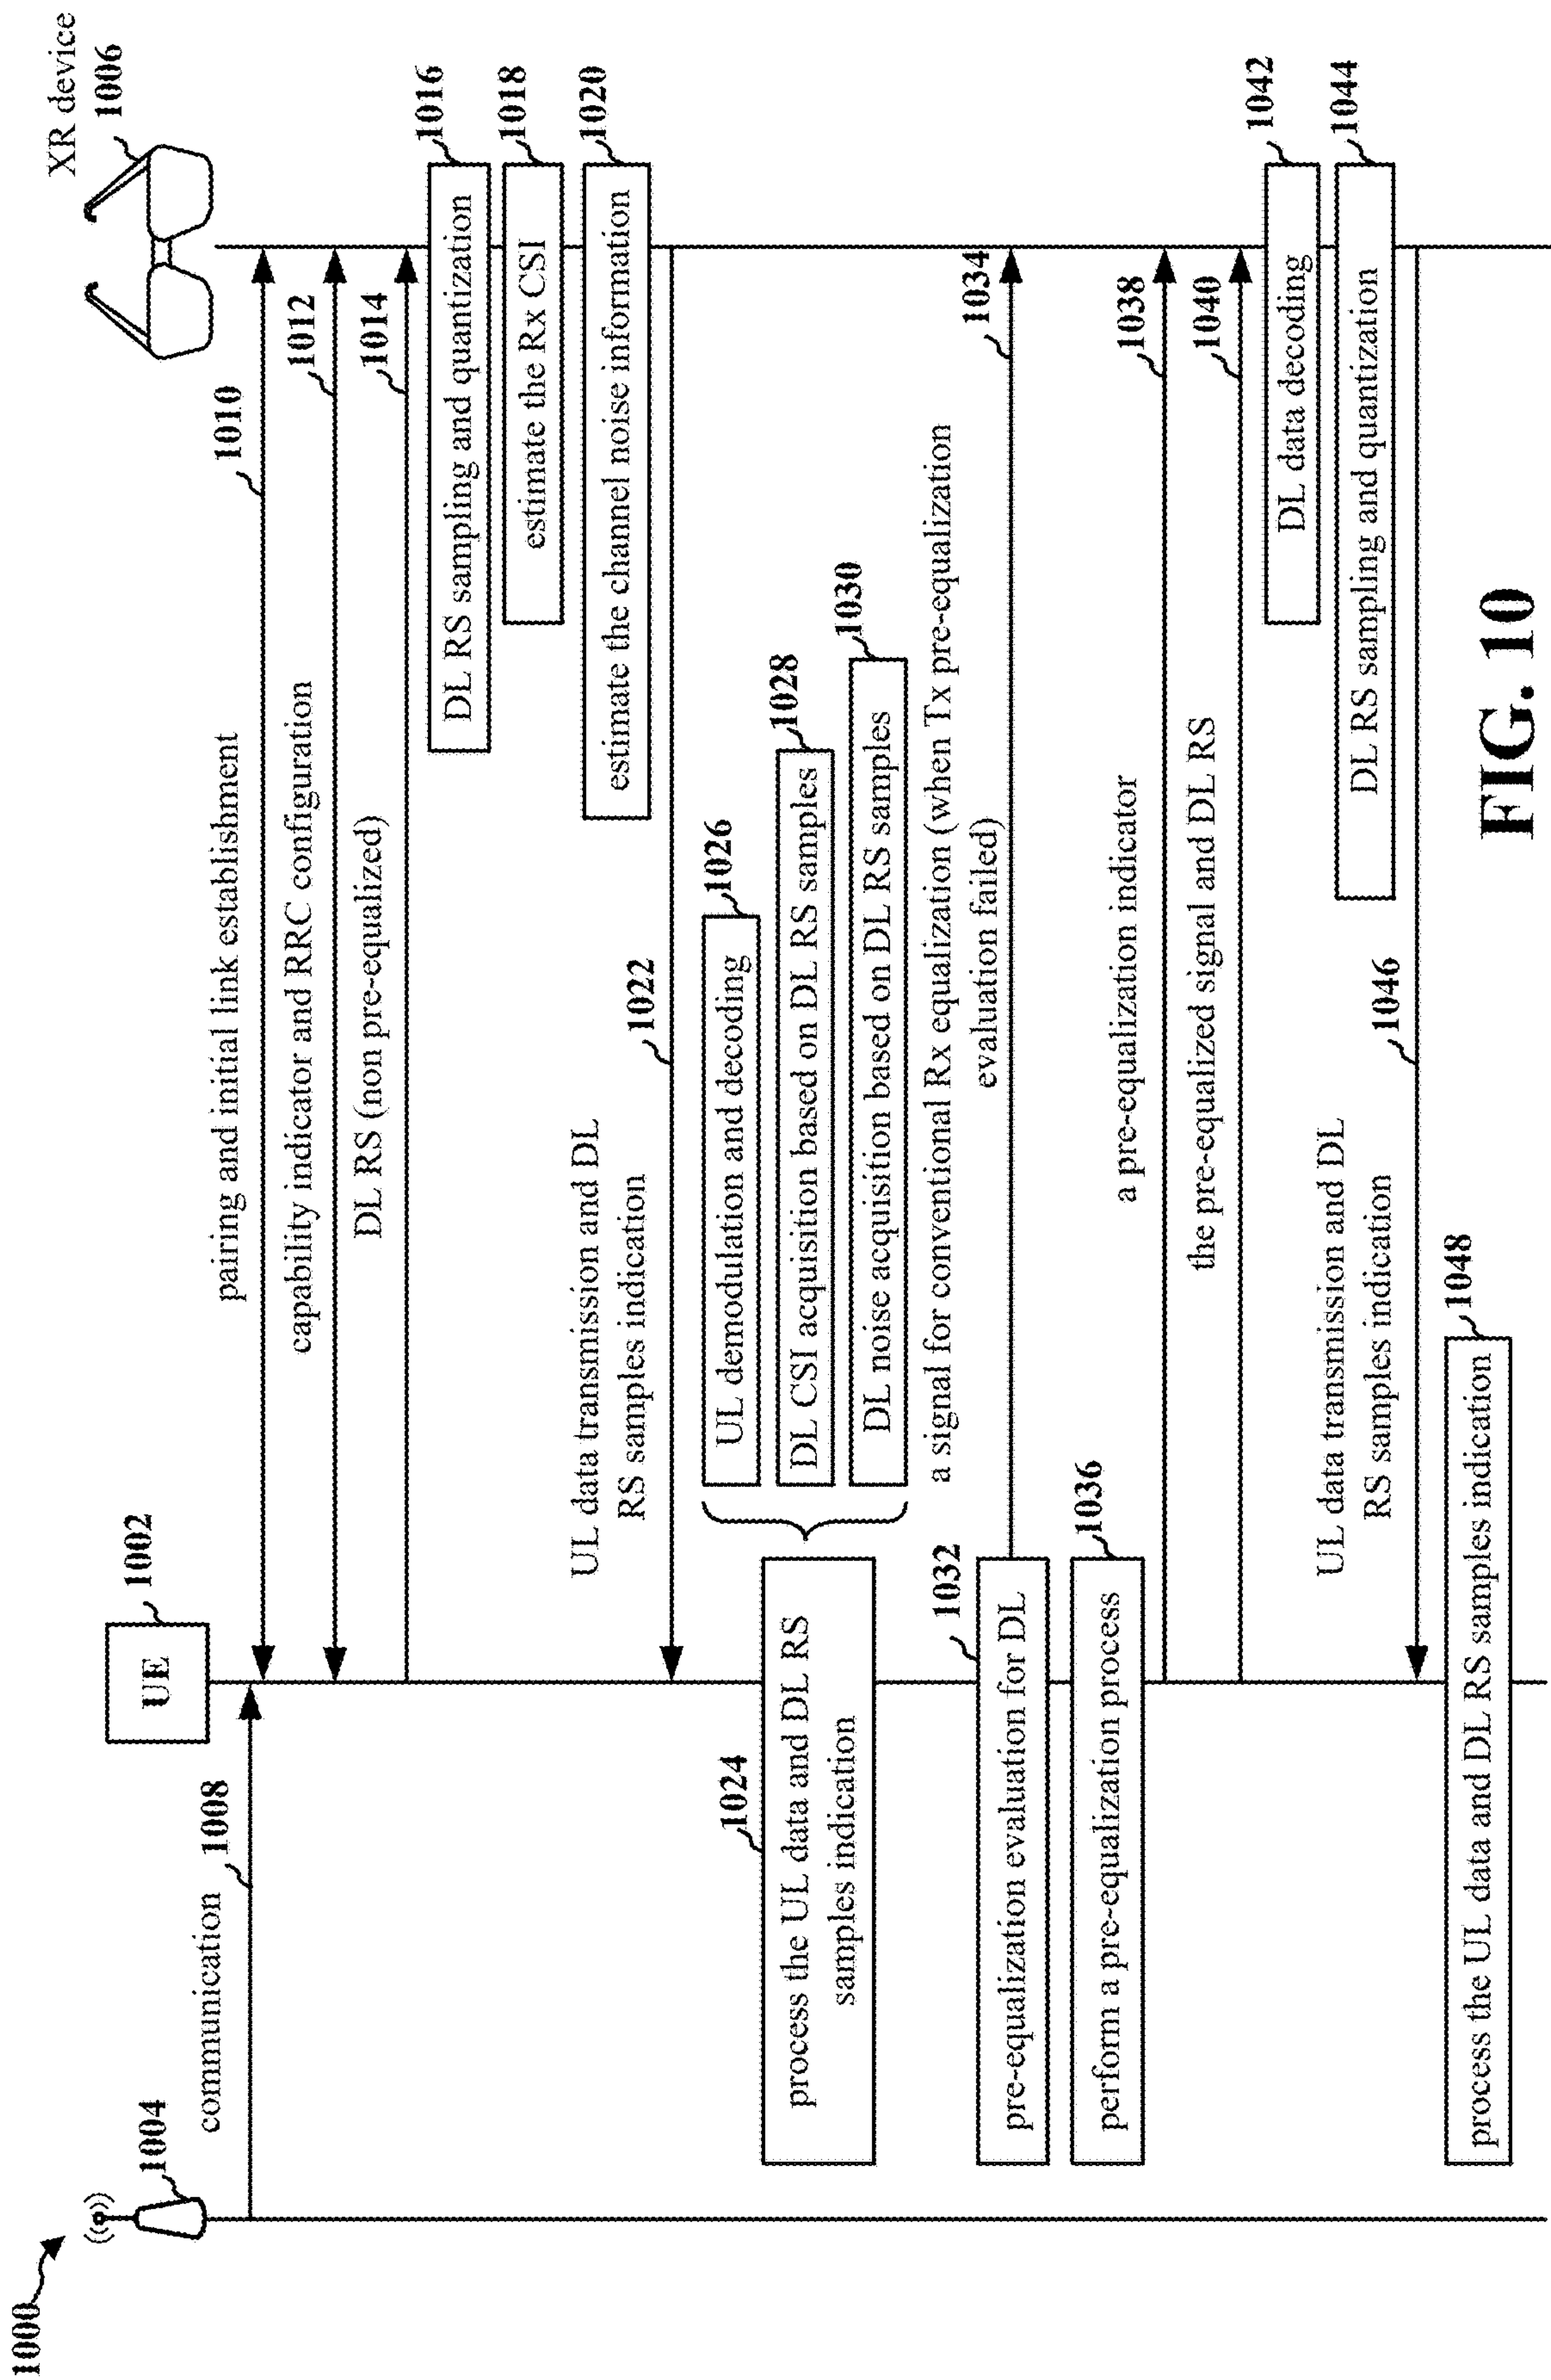 1000
1004
UE
1002
XR device
1006
communication
1008
pairing and initial link establishment
1010
capability indicator and RRC configuration
1012
DL RS (non pre-equalized)
1014
DL RS sampling and quantization
1016
estimate the Rx CSI
1018
estimate the channel noise information
1020
UL data transmission and DL
RS samples indication
1022
process the UL data and DL RS
samples indication
1024
UL demodulation and decoding
1026
DL CSI acquisition based on DL RS samples
1028
DL noise acquisition based on DL RS samples
1030
pre-equalization evaluation for DL
1032
a signal for conventional Rx equalization (when Tx pre-equalization
evaluation failed)
1034
perform a pre-equalization process
1036
a pre-equalization indicator
1038
the pre-equalized signal and DL RS
1040
DL data decoding
1042
DL RS sampling and quantization
1044
UL data transmission and DL
RS samples indication
1046
process the UL data and DL RS samples indication
1048
FIG. 10